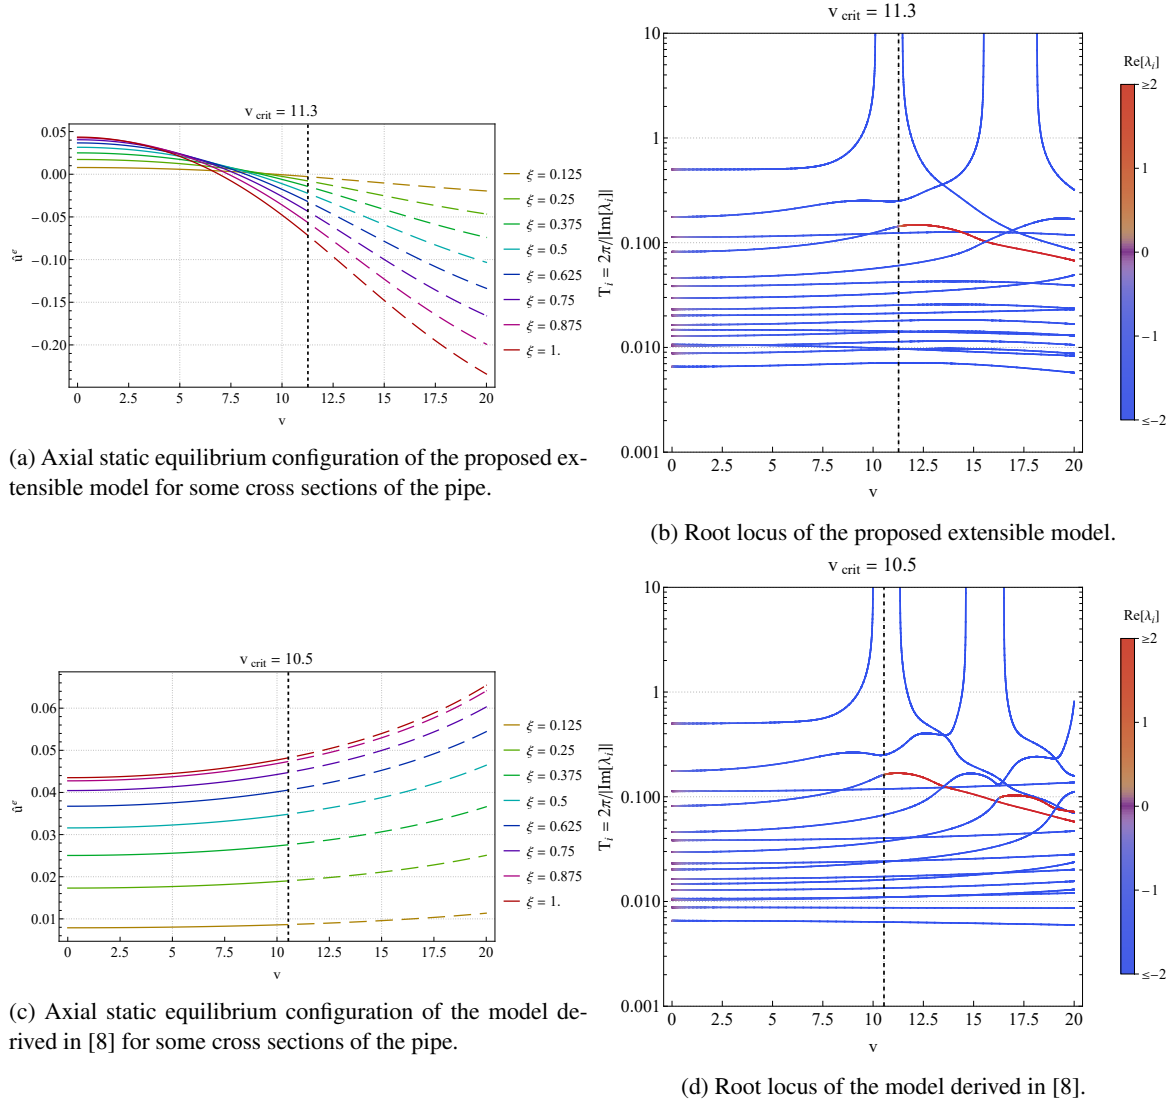 v crit = 11.3
0.05
0.00
−0.05
−0.10
−0.15
−0.20
ûᵉ
0 2.5 5 7.5 10 12.5 15 17.5 20
v
ξ = 0.125
ξ = 0.25
ξ = 0.375
ξ = 0.5
ξ = 0.625
ξ = 0.75
ξ = 0.875
ξ = 1.
(a) Axial static equilibrium configuration of the proposed ex-
tensible model for some cross sections of the pipe.
v crit = 11.3
10
1
0.100
0.010
0.001
T i = 2π/|Im[λi]|
0 2.5 5 7.5 10 12.5 15 17.5 20
v
Re[λi]
≥2
1
0
−1
≤−2
(b) Root locus of the proposed extensible model.
v crit = 10.5
0.06
0.05
0.04
0.03
0.02
0.01
ûᵉ
0 2.5 5 7.5 10 12.5 15 17.5 20
v
ξ = 0.125
ξ = 0.25
ξ = 0.375
ξ = 0.5
ξ = 0.625
ξ = 0.75
ξ = 0.875
ξ = 1.
(c) Axial static equilibrium configuration of the model de-
rived in [8] for some cross sections of the pipe.
v crit = 10.5
10
1
0.100
0.010
0.001
T i = 2π/|Im[λi]|
0 2.5 5 7.5 10 12.5 15 17.5 20
v
Re[λi]
≥2
1
0
−1
≤−2
(d) Root locus of the model derived in [8].